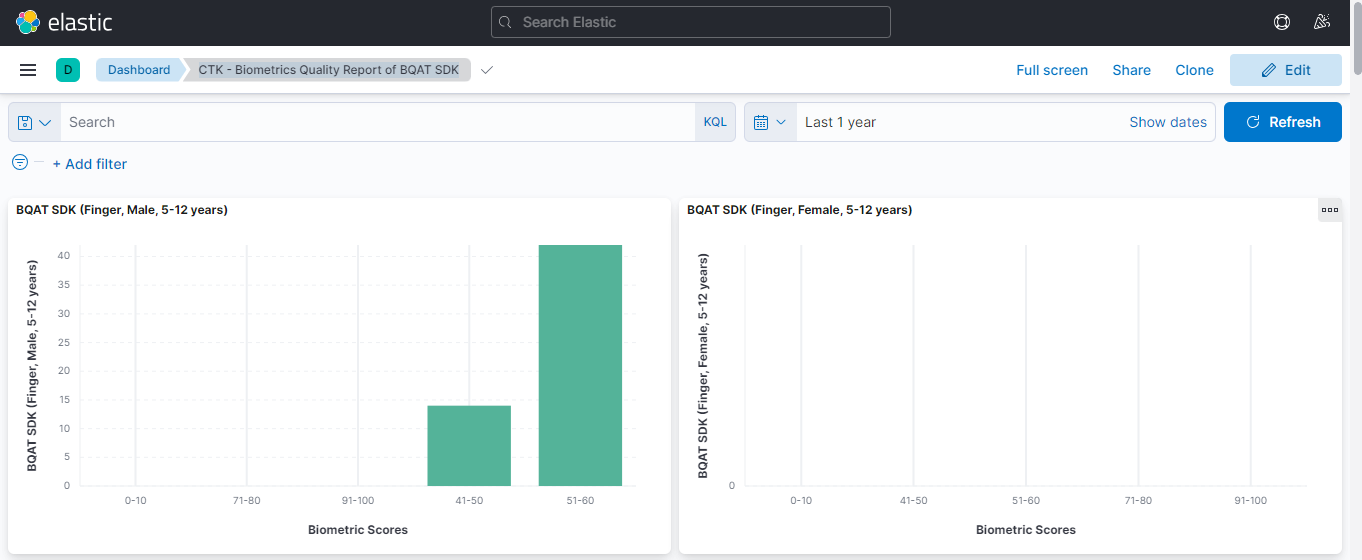 elastic
Search Elastic
D
Dashboard
CTK - Biometrics Quality Report of BQAT SDK
Full screen
Share
Clone
Edit
Search
KQL
Last 1 year
Show dates
Refresh
+ Add filter
BQAT SDK (Finger, Male, 5-12 years)
BQAT SDK (Finger, Male, 5-12 years)
40
35
30
25
20
15
10
5
0
0-10
71-80
91-100
41-50
51-60
Biometric Scores
BQAT SDK (Finger, Female, 5-12 years)
BQAT SDK (Finger, Female, 5-12 years)
0
0-10
41-50
51-60
71-80
91-100
Biometric Scores